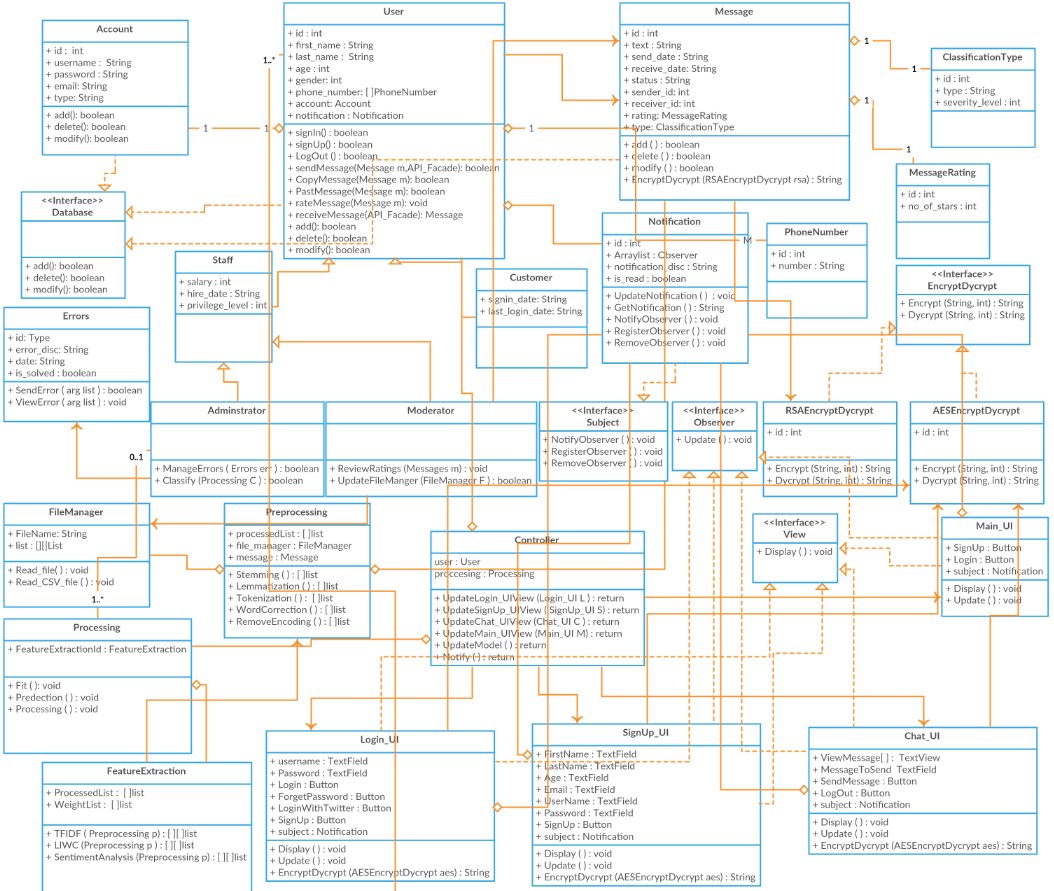 Account
+ id : int
+ username : String
+ password : String
+ email: String
+ type: String
+ add(): boolean
+ delete(): boolean
+ modify(): boolean
User
+ id : int
+ first_name : String
+ last_name : String
+ age : int
+ gender: int
+ phone_number: [ ]PhoneNumber
+ account: Account
+ notification : Notification
+ signIn() : boolean
+ signUp() : boolean
+ LogOut () : boolean
+ sendMessage(Message m,API_Facade): boolean
+ CopyMessage(Message m): boolean
+ PastMessage(Message m): boolean
+ rateMessage(Message m): void
+ receiveMessage(API_Facade): Message
+ add(): boolean
+ delete(): boolean
+ modify(): boolean
Message
+ id : int
+ text : String
+ send_date : String
+ receive_date: String
+ status : String
+ sender_id: int
+ receiver_id: int
+ rating: MessageRating
+ type: ClassificationType
+ add ( ) : boolean
+ delete ( ) : boolean
+ modify ( ) : boolean
+ EncryptDycrypt (RSAEncryptDycrypt rsa) : String
ClassificationType
+ id : int
+ type : String
+ severity_level : int
MessageRating
+ id : int
+ no_of_stars : int
1..*
1
1
1
1
1
1
1
M
<<Interface>>
Database
+ add(): boolean
+ delete(): boolean
+ modify(): boolean
Staff
+ salary : int
+ hire_date : String
+ privilege_level : int
Customer
+ signin_date: String
+ last_login_date: String
Notification
+ id : int
+ Arraylist : Observer
+ notification_disc : String
+ is_read : boolean
+ UpdateNotification ( ) : void
+ GetNotification ( ) : String
+ NotifyObserver ( ) : void
+ RegisterObserver ( ) : void
+ RemoveObserver ( ) : void
PhoneNumber
+ id : int
+ number : String
<<Interface>>
EncryptDycrypt
+ Encrypt (String, int) : String
+ Dycrypt (String, int) : String
Errors
+ id: Type
+ error_disc: String
+ date: String
+ is_solved : boolean
+ SendError ( arg list ) : boolean
+ ViewError ( arg list ) : void
Adminstrator
+ ManageErrors ( Errors err ) : boolean
+ Classify (Processing C ) : boolean
Moderator
+ ReviewRatings (Messages m) : void
+ UpdateFileManger (FileManager F ) : boolean
<<Interface>>
Subject
+ NotifyObserver ( ) : void
+ RegisterObserver ( ) : void
+ RemoveObserver ( ) : void
<<Interface>>
Observer
+ Update ( ) : void
RSAEncryptDycrypt
+ id : int
+ Encrypt (String, int) : String
+ Dycrypt (String, int) : String
AESEncryptDycrypt
+ id : int
+ Encrypt (String, int) : String
+ Dycrypt (String, int) : String
0..1
FileManager
+ FileName: String
+ list : [][]List
+ Read_file() : void
+ Read_CSV_file ( ) : void
1..*
Preprocessing
+ processedList : [ ]list
+ file_manager : FileManager
+ message : Message
+ Stemming ( ) : [ ]list
+ Lemmatization ( ) : [ ]list
+ Tokenization ( ) : [ ]list
+ WordCorrection ( ) : [ ]list
+ RemoveEncoding ( ) : [ ]list
Controller
user : User
proccesing : Processing
+ UpdateLogin_UIView (Login_UI L ) : return
+ UpdateSignUp_UIView ( SignUp_UI S) : return
+ UpdateChat_UIView (Chat_UI C ) : return
+ UpdateMain_UIView (Main_UI M) : return
+ UpdateModel ( ) : return
+ Notify ( ) : return
<<Interface>>
View
+ Display ( ) : void
Main_UI
+ SignUp : Button
+ Login : Button
+ subject : Notification
+ Display ( ) : void
+ Update ( ) : void
Processing
+ FeatureExtractionId : FeatureExtraction
+ Fit ( ): void
+ Predection ( ) : void
+ Processing ( ) : void
FeatureExtraction
+ ProcessedList : [ ]list
+ WeightList : [ ]list
+ TFIDF ( Preprocessing p) : [ ][ ]list
+ LIWC (Preprocessing p ) : [ ][ ]list
+ SentimentAnalysis (Preprocessing p) : [ ][ ]list
Login_UI
+ username : TextField
+ Password : TextField
+ Login : Button
+ ForgetPassword : Button
+ LoginWithTwitter : Button
+ SignUp : Button
+ subject : Notification
+ Display ( ) : void
+ Update ( ) : void
+ EncryptDycrypt (AESEncryptDycrypt aes) : String
SignUp_UI
+ FirstName : TextField
+ LastName : TextField
+ Age : TextField
+ Email : TextField
+ UserName : TextField
+ Password : TextField
+ SignUp : Button
+ subject : Notification
+ Display ( ) : void
+ Update ( ) : void
+ EncryptDycrypt (AESEncryptDycrypt aes) : String
Chat_UI
+ ViewMessage[ ] : TextView
+ MessageToSend TextField
+ SendMessage : Button
+ LogOut : Button
+ subject : Notification
+ Display ( ) : void
+ Update ( ) : void
+ EncryptDycrypt (AESEncryptDycrypt aes) : String